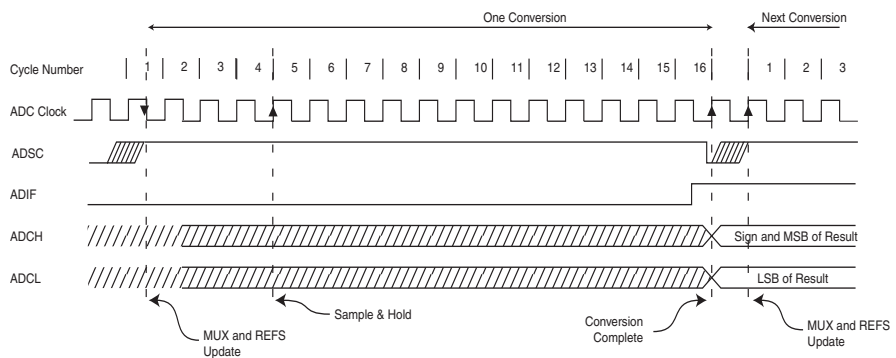 One Conversion
Next Conversion
Cycle Number 1 2 3 4 5 6 7 8 9 10 11 12 13 14 15 16 1 2 3
ADC Clock
ADSC
ADIF
ADCH
Sign and MSB of Result
ADCL
LSB of Result
MUX and REFS
Update
Sample & Hold
Conversion
Complete
MUX and REFS
Update